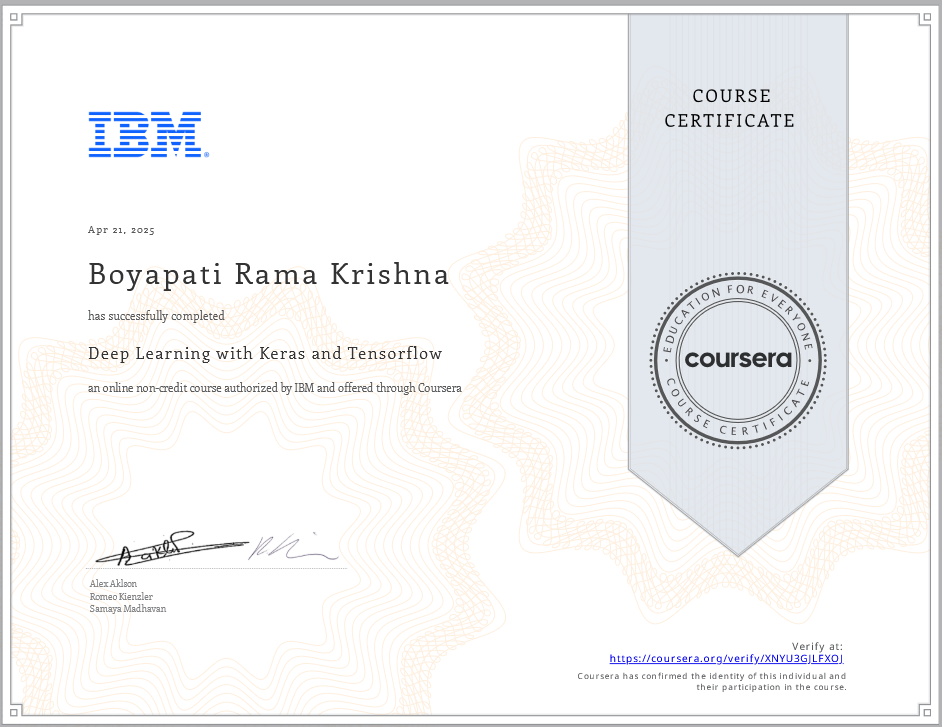 COURSE
CERTIFICATE
IBM®
Apr 21, 2025
Boyapati Rama Krishna
has successfully completed
Deep Learning with Keras and Tensorflow
an online non-credit course authorized by IBM and offered through Coursera
EDUCATION FOR EVERYONE
coursera
COURSE CERTIFICATE
Alex Aklson
Romeo Kienzler
Samaya Madhavan
Verify at:
https://coursera.org/verify/XNYU3GJLFXOJ
Coursera has confirmed the identity of this individual and
their participation in the course.